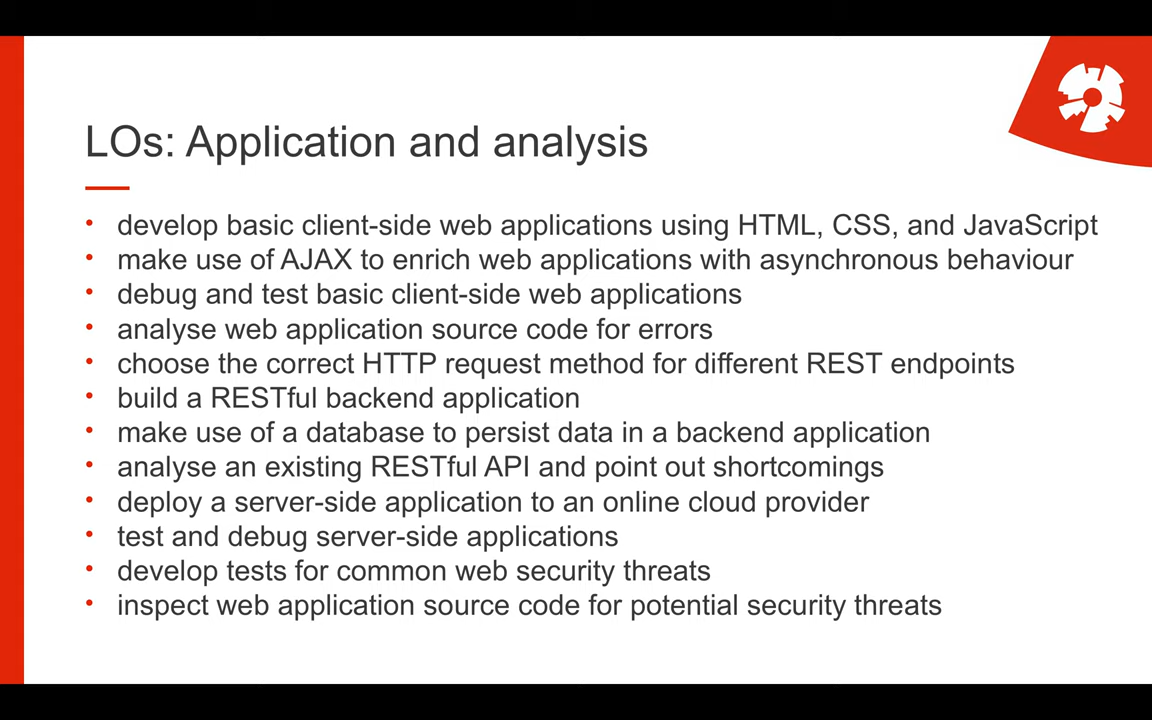 LOs: Application and analysis
• develop basic client-side web applications using HTML, CSS, and JavaScript
• make use of AJAX to enrich web applications with asynchronous behaviour
• debug and test basic client-side web applications
• analyse web application source code for errors
• choose the correct HTTP request method for different REST endpoints
• build a RESTful backend application
• make use of a database to persist data in a backend application
• analyse an existing RESTful API and point out shortcomings
• deploy a server-side application to an online cloud provider
• test and debug server-side applications
• develop tests for common web security threats
• inspect web application source code for potential security threats